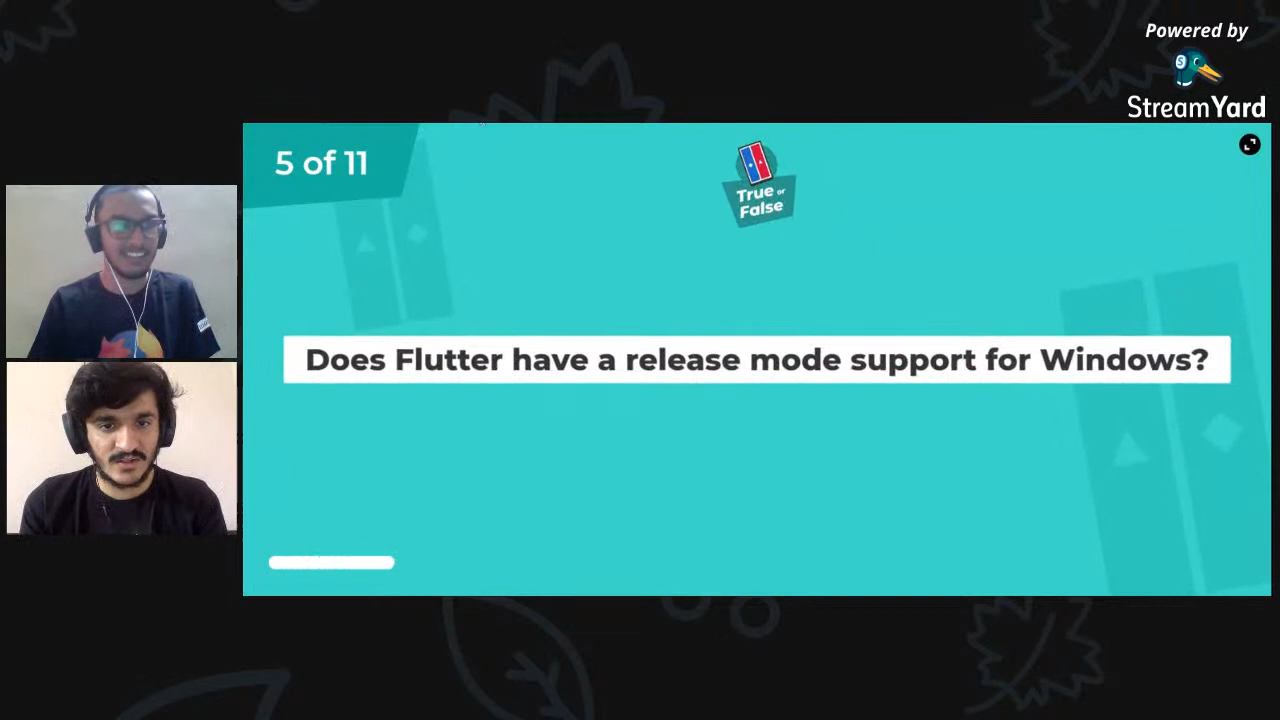 Powered by
StreamYard
5 of 11
True or
False
Does Flutter have a release mode support for Windows?